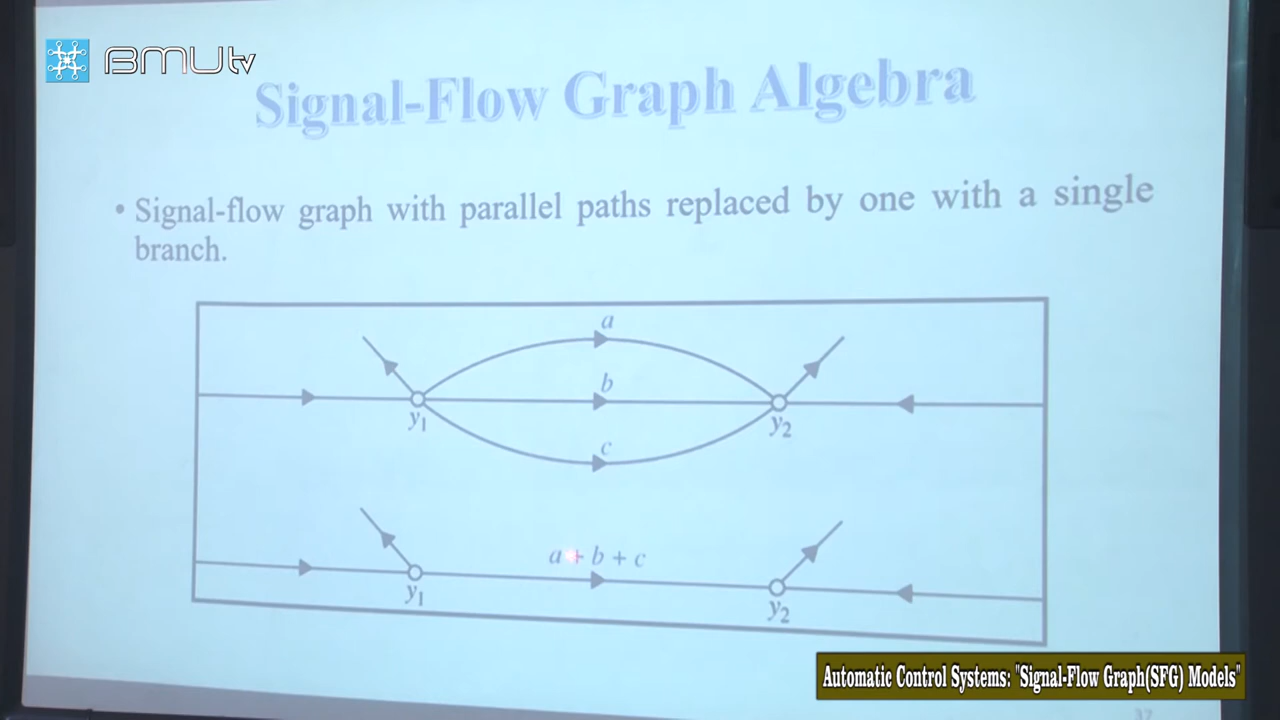 BMUtv
Signal-Flow Graph Algebra
• Signal-flow graph with parallel paths replaced by one with a single
branch.
a
b
y1
y2
c
a + b + c
y1
y2
Automatic Control Systems: "Signal-Flow Graph(SFG) Models"
37